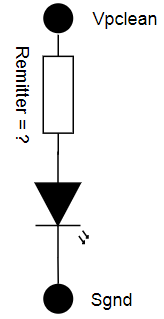 Vpclean
Remitter = ?
Sgnd